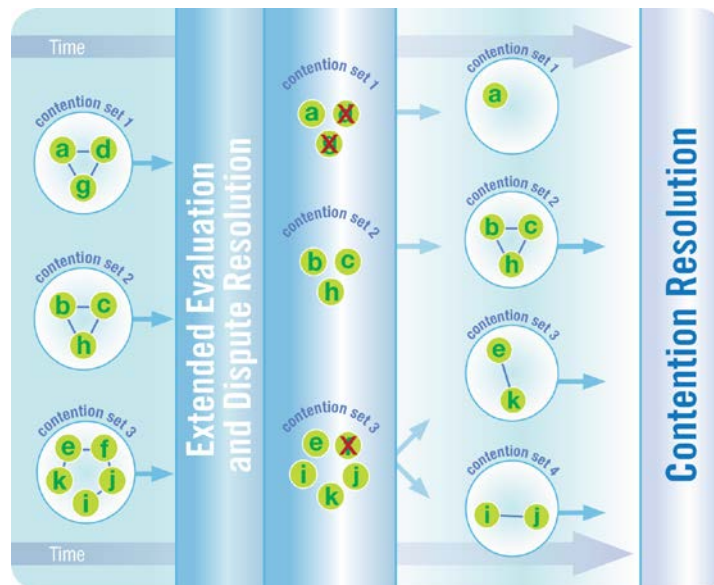 Time
contention set 1
a d
g
contention set 2
b c
h
contention set 3
e f
k j
i
Time
Extended Evaluation
and Dispute Resolution
contention set 1
a
contention set 2
b c
h
contention set 3
e
i j
k
contention set 1
a
contention set 2
b c
h
contention set 3
e
k
contention set 4
i j
Contention Resolution